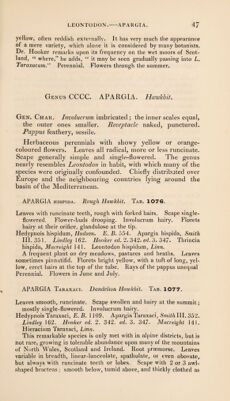 LEONTODON.—APARGIA. 47
yellow, often reddish externally. It has very much the appearance
of a mere variety, which alone it is considered by many botanists.
Dr. Hooker remarks upon its frequency on the wet moors of Scot-
land, “where,” he adds, “it may be seen gradually passing into L.
Taraxacum.” Perennial. Flowers through the summer.
Genus CCCC. APARGIA. Hawkbit.
Gen. Char. Involucrum imbricated; the inner scales equal,
the outer ones smaller. Receptacle naked, punctured.
Pappus feathery, sessile.
Herbaceous perennials with showy yellow or orange-
coloured flowers. Leaves all radical, more or less runcinate.
Scape generally simple and single-flowered. The genus
nearly resembles Leontodon in habit, with which many of the
species were originally confounded. Chiefly distributed over
Europe and the neighbouring countries lying around the
basin of the Mediterranean.
APARGIA hispida. Rough Hawkbit. Tab. 1076.
Leaves with runcinate teeth, rough with forked hairs. Scape single-
flowered. Flower-buds drooping. Involucrum hairy. Florets
hairy at their orifice, glandulose at the tip.
Hedypnois hispidum, Hudson. E. B. 554. Apargia hispida, Smith
III. 351. Lindley 162. Hooker ed. 2. 342. ed. 3. 347. Thrincia
hispida, Macreight 141. Leontodon hispidum, Linn.
A frequent plant on dry meadows, pastures and heaths. Leaves
sometimes pinnatifid. Florets bright yellow, with a tuft of long, yel-
low, erect hairs at the top of the tube. Rays of the pappus unequal
Perennial. Flowers in June and July.
APARGIA Taraxaci. Dandelion Hawkbit. Tab. 1077.
Leaves smooth, runcinate. Scape swollen and hairy at the summit;
mostly single-flowered. Involucrum hairy.
Hedypnois Taraxaci, E. B. 1109. Apargia Taraxaci, Smith III. 352.
Lindley 162. Hooker ed. 2. 342. ed. 3. 347. Macreight 141.
Hieracium Taraxaci, Linn.
This remarkable species is only met with in alpine districts, but is
not rare, growing in tolerable abundance upon many of the mountains
of North Wales, Scotland and Ireland. Root præmorse. Leaves
variable in breadth, linear-lanceolate, spathulate, or even obovate,
but always with runcinate teeth or lobes. Scape with 2 or 3 awl-
shaped bracteas; smooth below, tumid above, and thickly clothed as